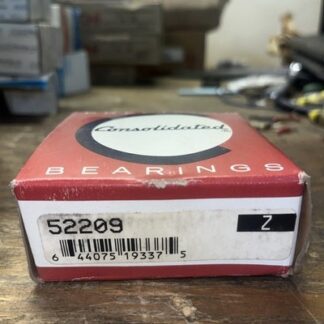 Consolidated
BEARINGS
52209
Z
6 44075 19337 5